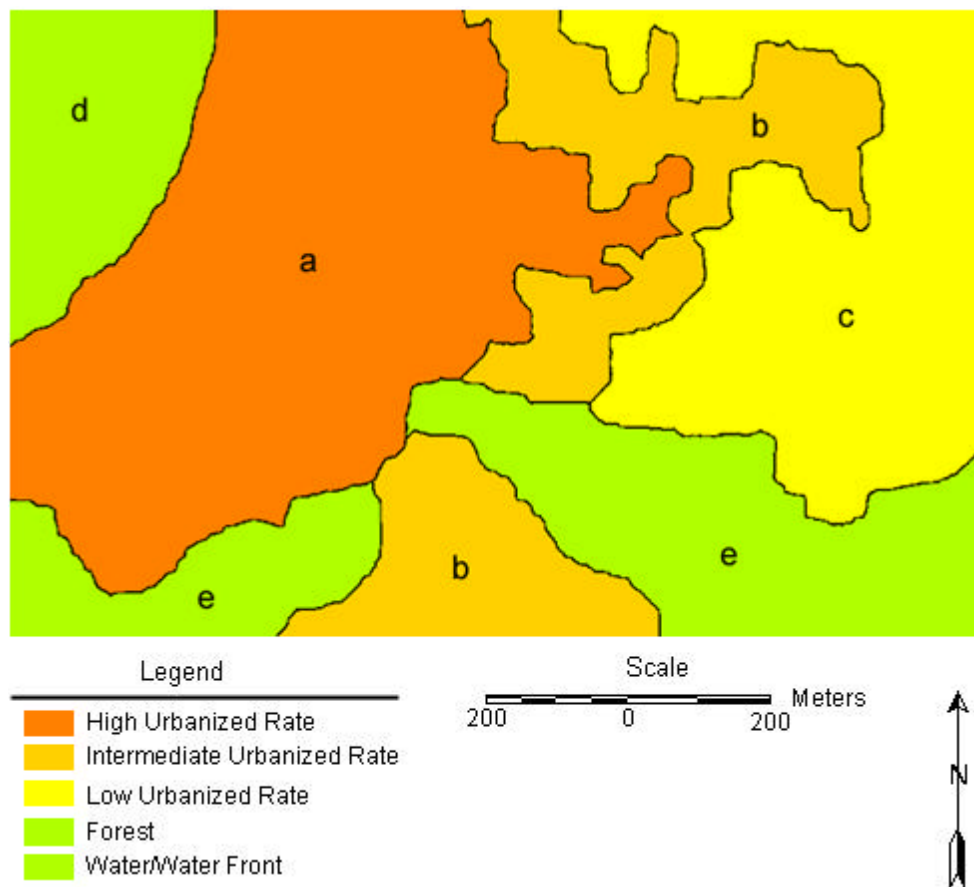 d
b
a
c
b
e
e
Legend
Scale
200 0 200 Meters
High Urbanized Rate
Intermediate Urbanized Rate
Low Urbanized Rate
Forest
Water/Water Front
N